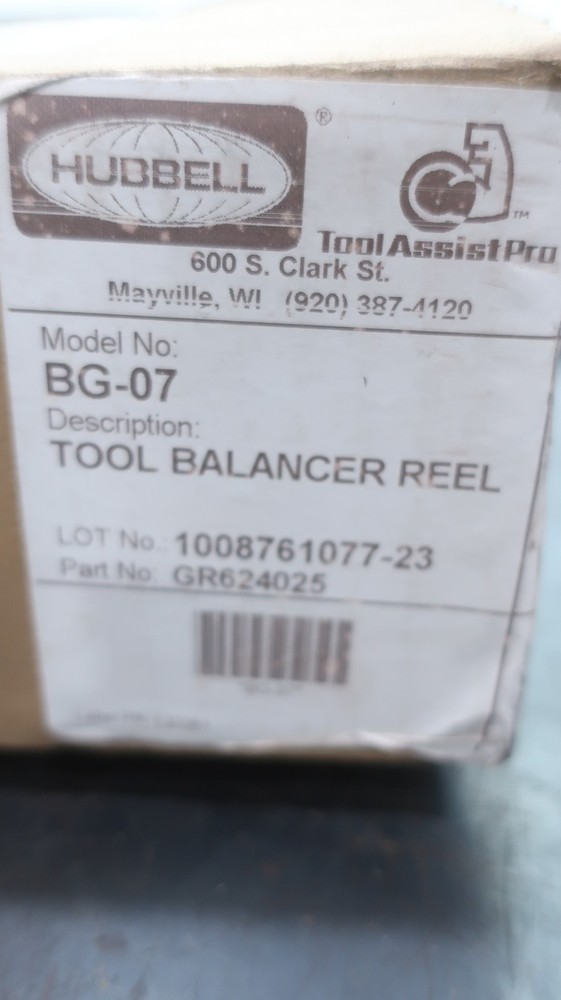 HUBBELL ®
ToolAssistPro ™
600 S. Clark St.
Mayville, WI (920) 387-4120
Model No:
BG-07
Description:
TOOL BALANCER REEL
LOT No. 1008761077-23
Part No: GR624025